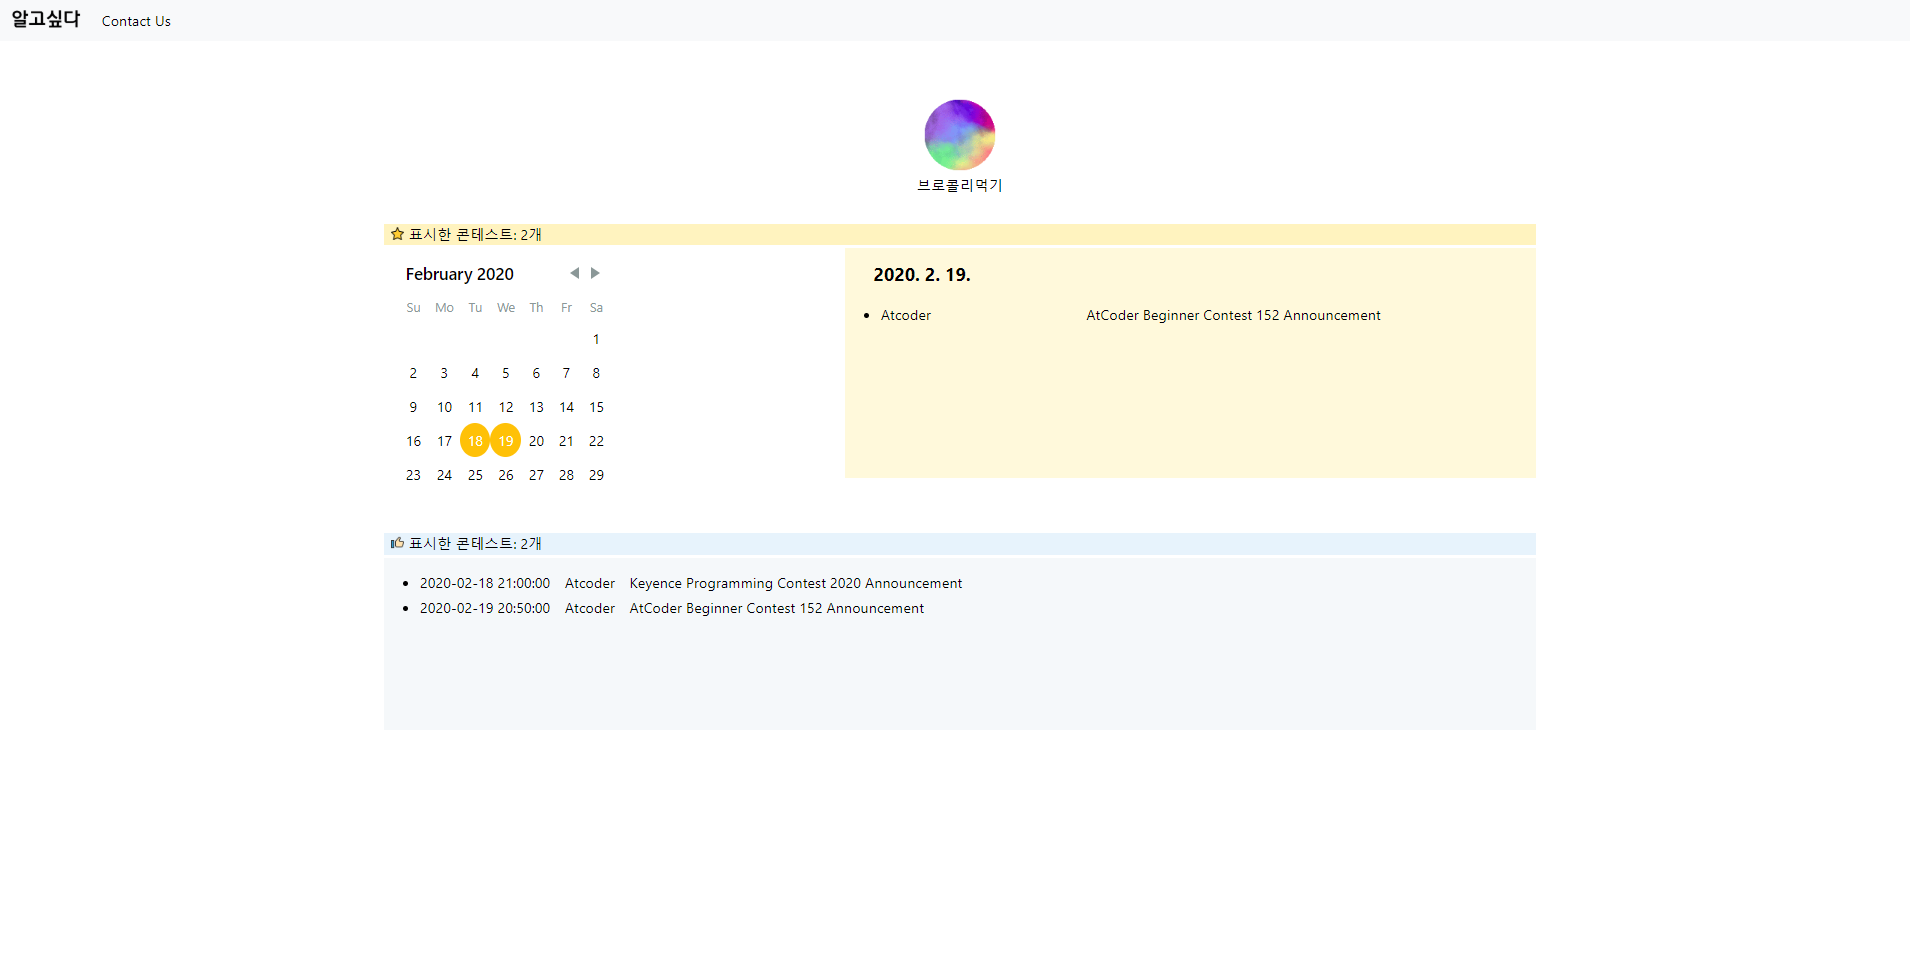 알고싶다 Contact Us
브로콜리먹기
표시한 콘테스트: 2개
February 2020
Su Mo Tu We Th Fr Sa
1
2 3 4 5 6 7 8
9 10 11 12 13 14 15
16 17 18 19 20 21 22
23 24 25 26 27 28 29
2020. 2. 19.
Atcoder AtCoder Beginner Contest 152 Announcement
표시한 콘테스트: 2개
2020-02-18 21:00:00 Atcoder Keyence Programming Contest 2020 Announcement
2020-02-19 20:50:00 Atcoder AtCoder Beginner Contest 152 Announcement